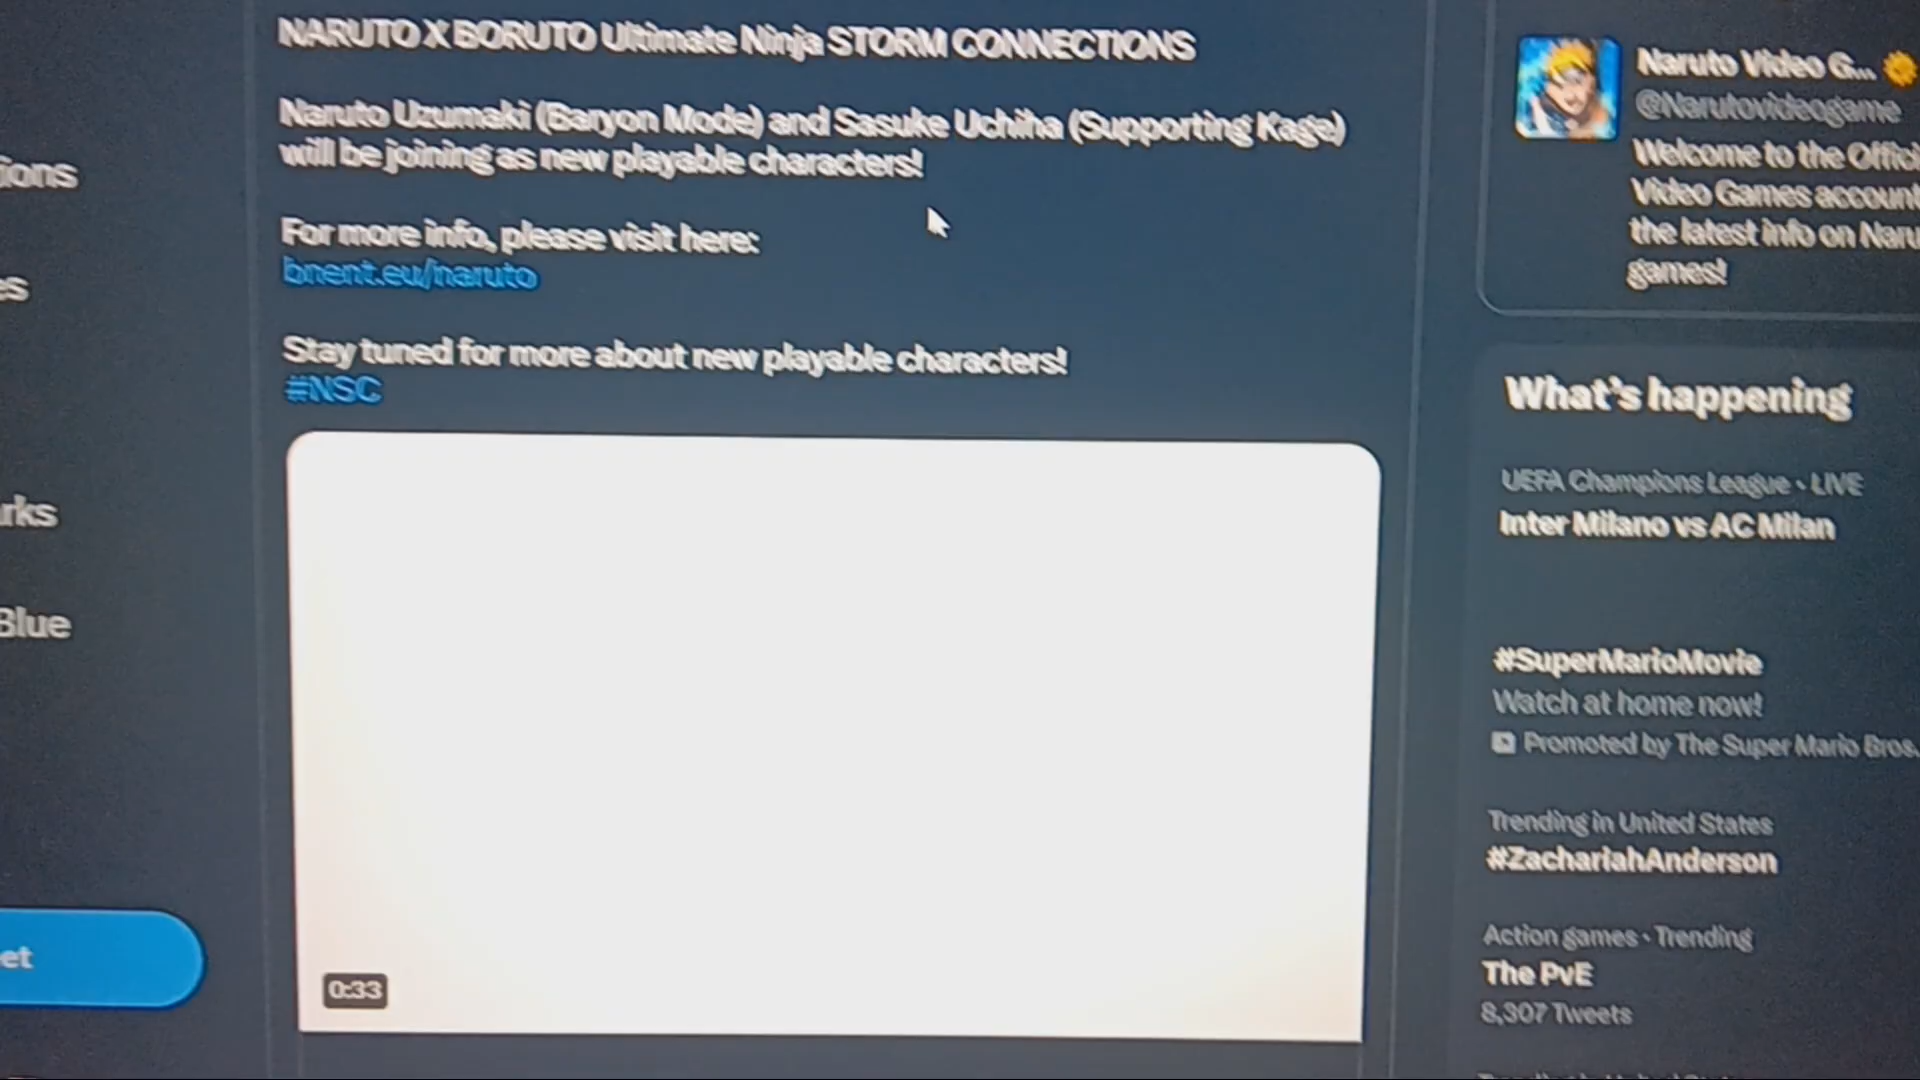 NARUTO X BORUTO Ultimate Ninja STORM CONNECTIONS
Naruto Uzumaki (Baryon Mode) and Sasuke Uchiha (Supporting Kage)
will be joining as new playable characters!
For more info, please visit here:
bnent.eu/naruto
Stay tuned for more about new playable characters!
#NSC
0:33
ions
es
rks
Blue
et
Naruto Video G...
@Narutovideogame
Welcome to the Offici
Video Games account
the latest info on Naru
games!
What's happening
UEFA Champions League · LIVE
Inter Milano vs AC Milan
#SuperMarioMovie
Watch at home now!
Promoted by The Super Mario Bros.
Trending in United States
#ZachariahAnderson
Action games · Trending
The PvE
8,307 Tweets